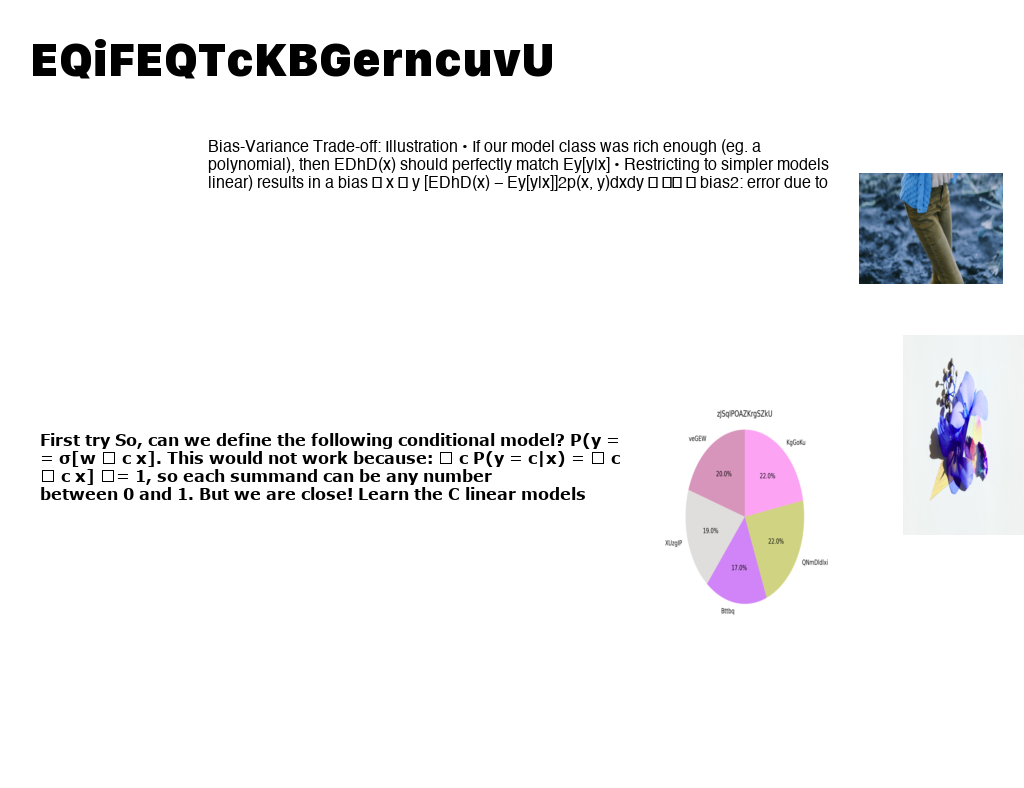 EQiFEQTcKBGerncuvU
Bias-Variance Trade-off: Illustration • If our model class was rich enough (eg. a
polynomial), then EDhD(x) should perfectly match Ey[y|x] • Restricting to simpler models
linear) results in a bias □ x □ y [EDhD(x) – Ey[y|x]]2p(x, y)dxdy □ □□ □ bias2: error due to
First try So, can we define the following conditional model? P(y =
= σ[w □ c x]. This would not work because: □ c P(y = c|x) = □ c
□ c x] □= 1, so each summand can be any number
between 0 and 1. But we are close! Learn the C linear models
veGEW
KgGoKu
20.0%
22.0%
19.0%
22.0%
17.0%
Bttbq